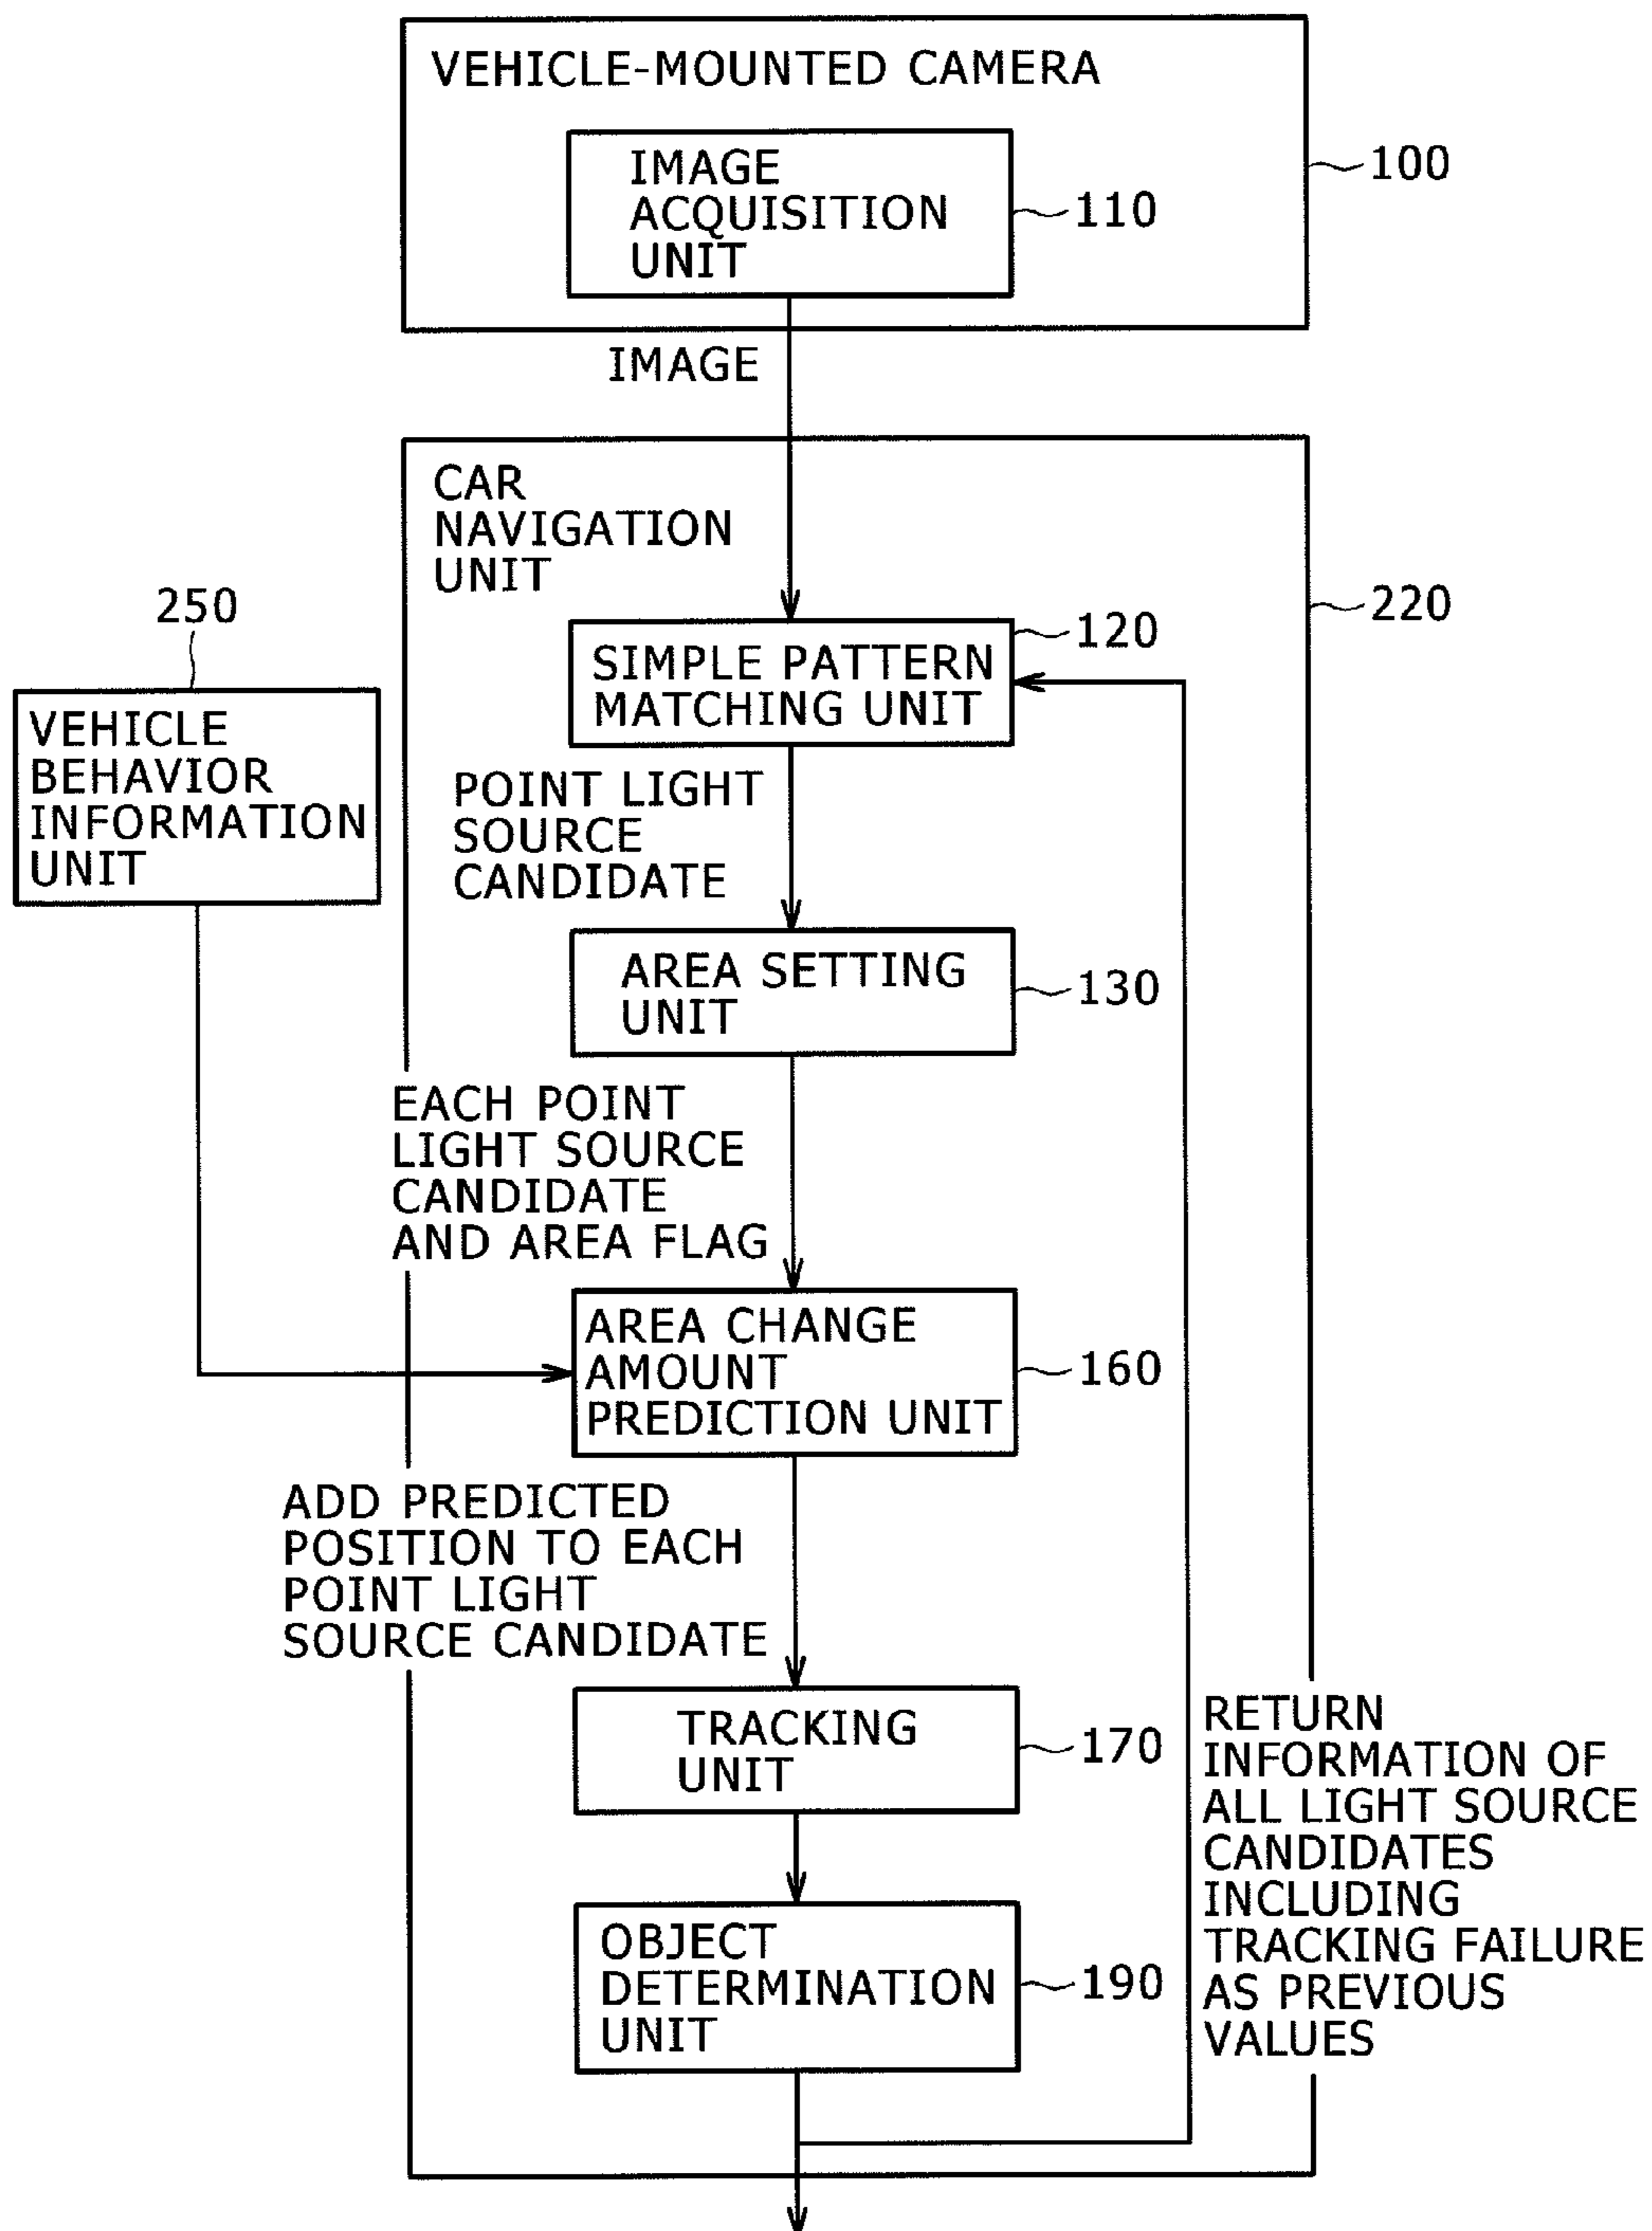 VEHICLE-MOUNTED CAMERA
IMAGE
ACQUISITION
UNIT
110
100
IMAGE
CAR
NAVIGATION
UNIT
220
250
VEHICLE
BEHAVIOR
INFORMATION
UNIT
SIMPLE PATTERN
MATCHING UNIT
120
POINT LIGHT
SOURCE
CANDIDATE
AREA SETTING
UNIT
130
EACH POINT
LIGHT SOURCE
CANDIDATE
AND AREA FLAG
AREA CHANGE
AMOUNT
PREDICTION UNIT
160
ADD PREDICTED
POSITION TO EACH
POINT LIGHT
SOURCE CANDIDATE
TRACKING
UNIT
170
RETURN
INFORMATION OF
ALL LIGHT SOURCE
CANDIDATES
INCLUDING
TRACKING FAILURE
AS PREVIOUS
VALUES
OBJECT
DETERMINATION
UNIT
190